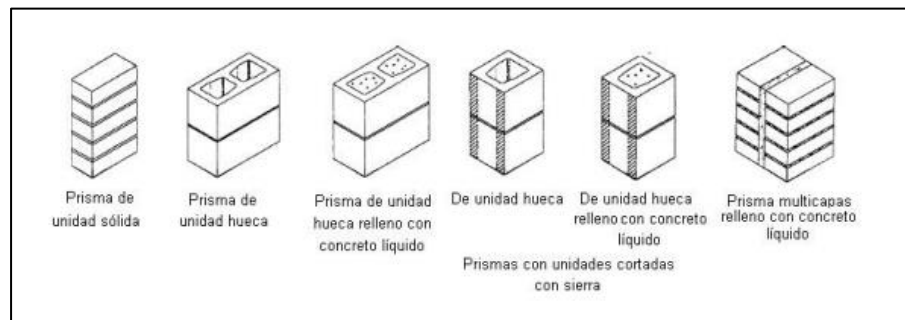 Prisma de
unidad sólida
Prisma de
unidad hueca
Prisma de unidad
hueca relleno con
concreto líquido
De unidad hueca
De unidad hueca
relleno con concreto
líquido
Prismas con unidades cortadas
con sierra
Prisma multicapas
relleno con concreto
líquido